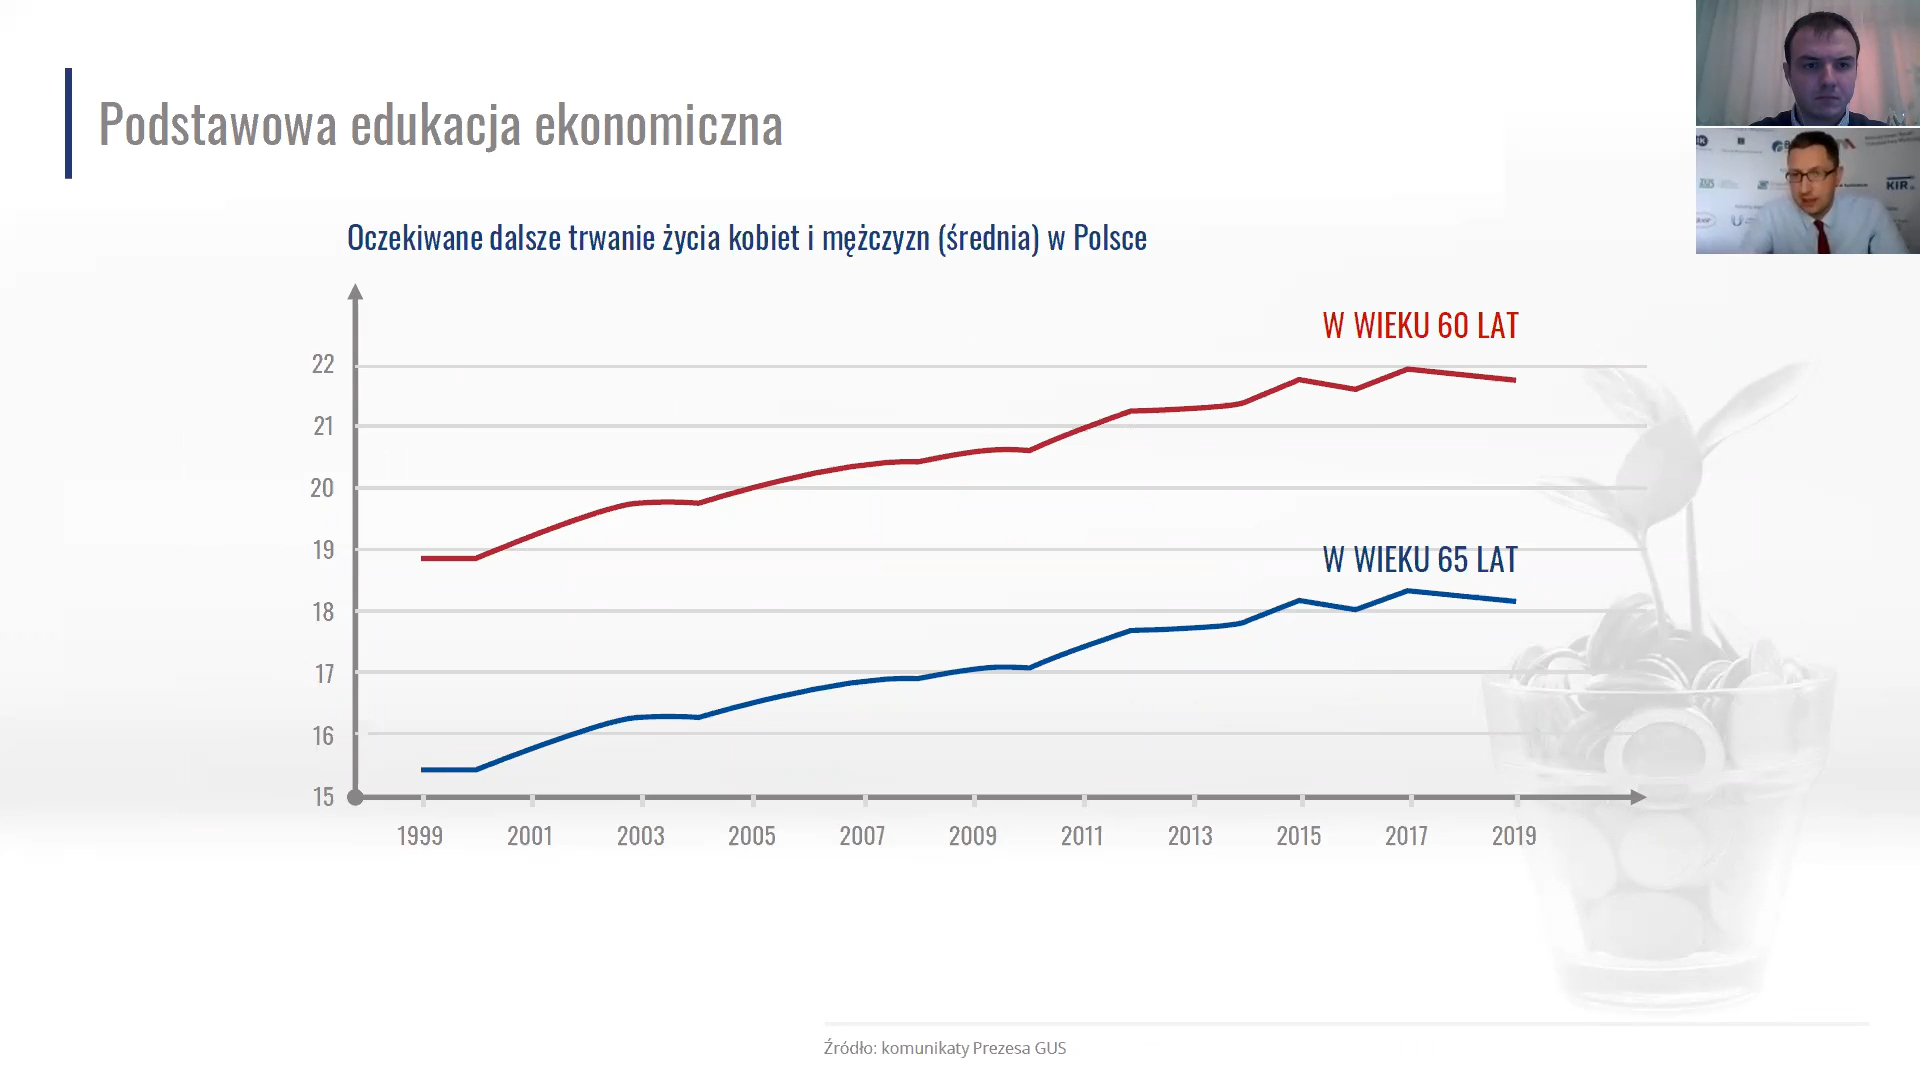 Podstawowa edukacja ekonomiczna
Oczekiwane dalsze trwanie życia kobiet i mężczyzn (średnia) w Polsce
W WIEKU 60 LAT
22
21
20
19
W WIEKU 65 LAT
18
17
16
15
1999 2001 2003 2005 2007 2009 2011 2013 2015 2017 2019
KIR
ZUS
Źródło: komunikaty Prezesa GUS